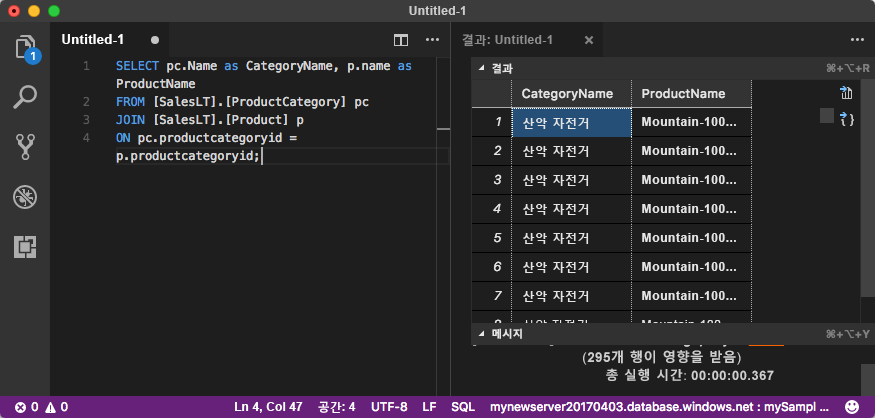 Untitled-1
Untitled-1
결과: Untitled-1
1
1 SELECT pc.Name as CategoryName, p.name as
ProductName
2 FROM [SalesLT].[ProductCategory] pc
3 JOIN [SalesLT].[Product] p
4 ON pc.productcategoryid =
p.productcategoryid;
결과 ⌘+⌥+R
CategoryName ProductName
1 산악 자전거 Mountain-100...
2 산악 자전거 Mountain-100...
3 산악 자전거 Mountain-100...
4 산악 자전거 Mountain-100...
5 산악 자전거 Mountain-100...
6 산악 자전거 Mountain-100...
7 산악 자전거 Mountain-100...
메시지 ⌘+⌥+Y
(295개 행이 영향을 받음)
총 실행 시간: 00:00:00.367
0 0 Ln 4, Col 47 공간: 4 UTF-8 LF SQL mynewserver20170403.database.windows.net : mySampl ...